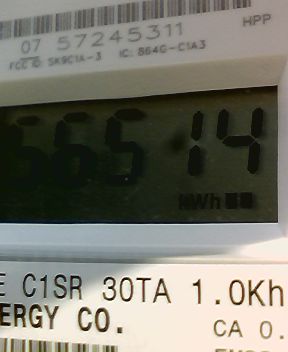 HPP
07 57245311
FCC ID: SK9C1A-3 IC: 864G-C1A3
56514
kWh
E C1SR 30TA 1.0Kh
ERGY CO.
CA 0.